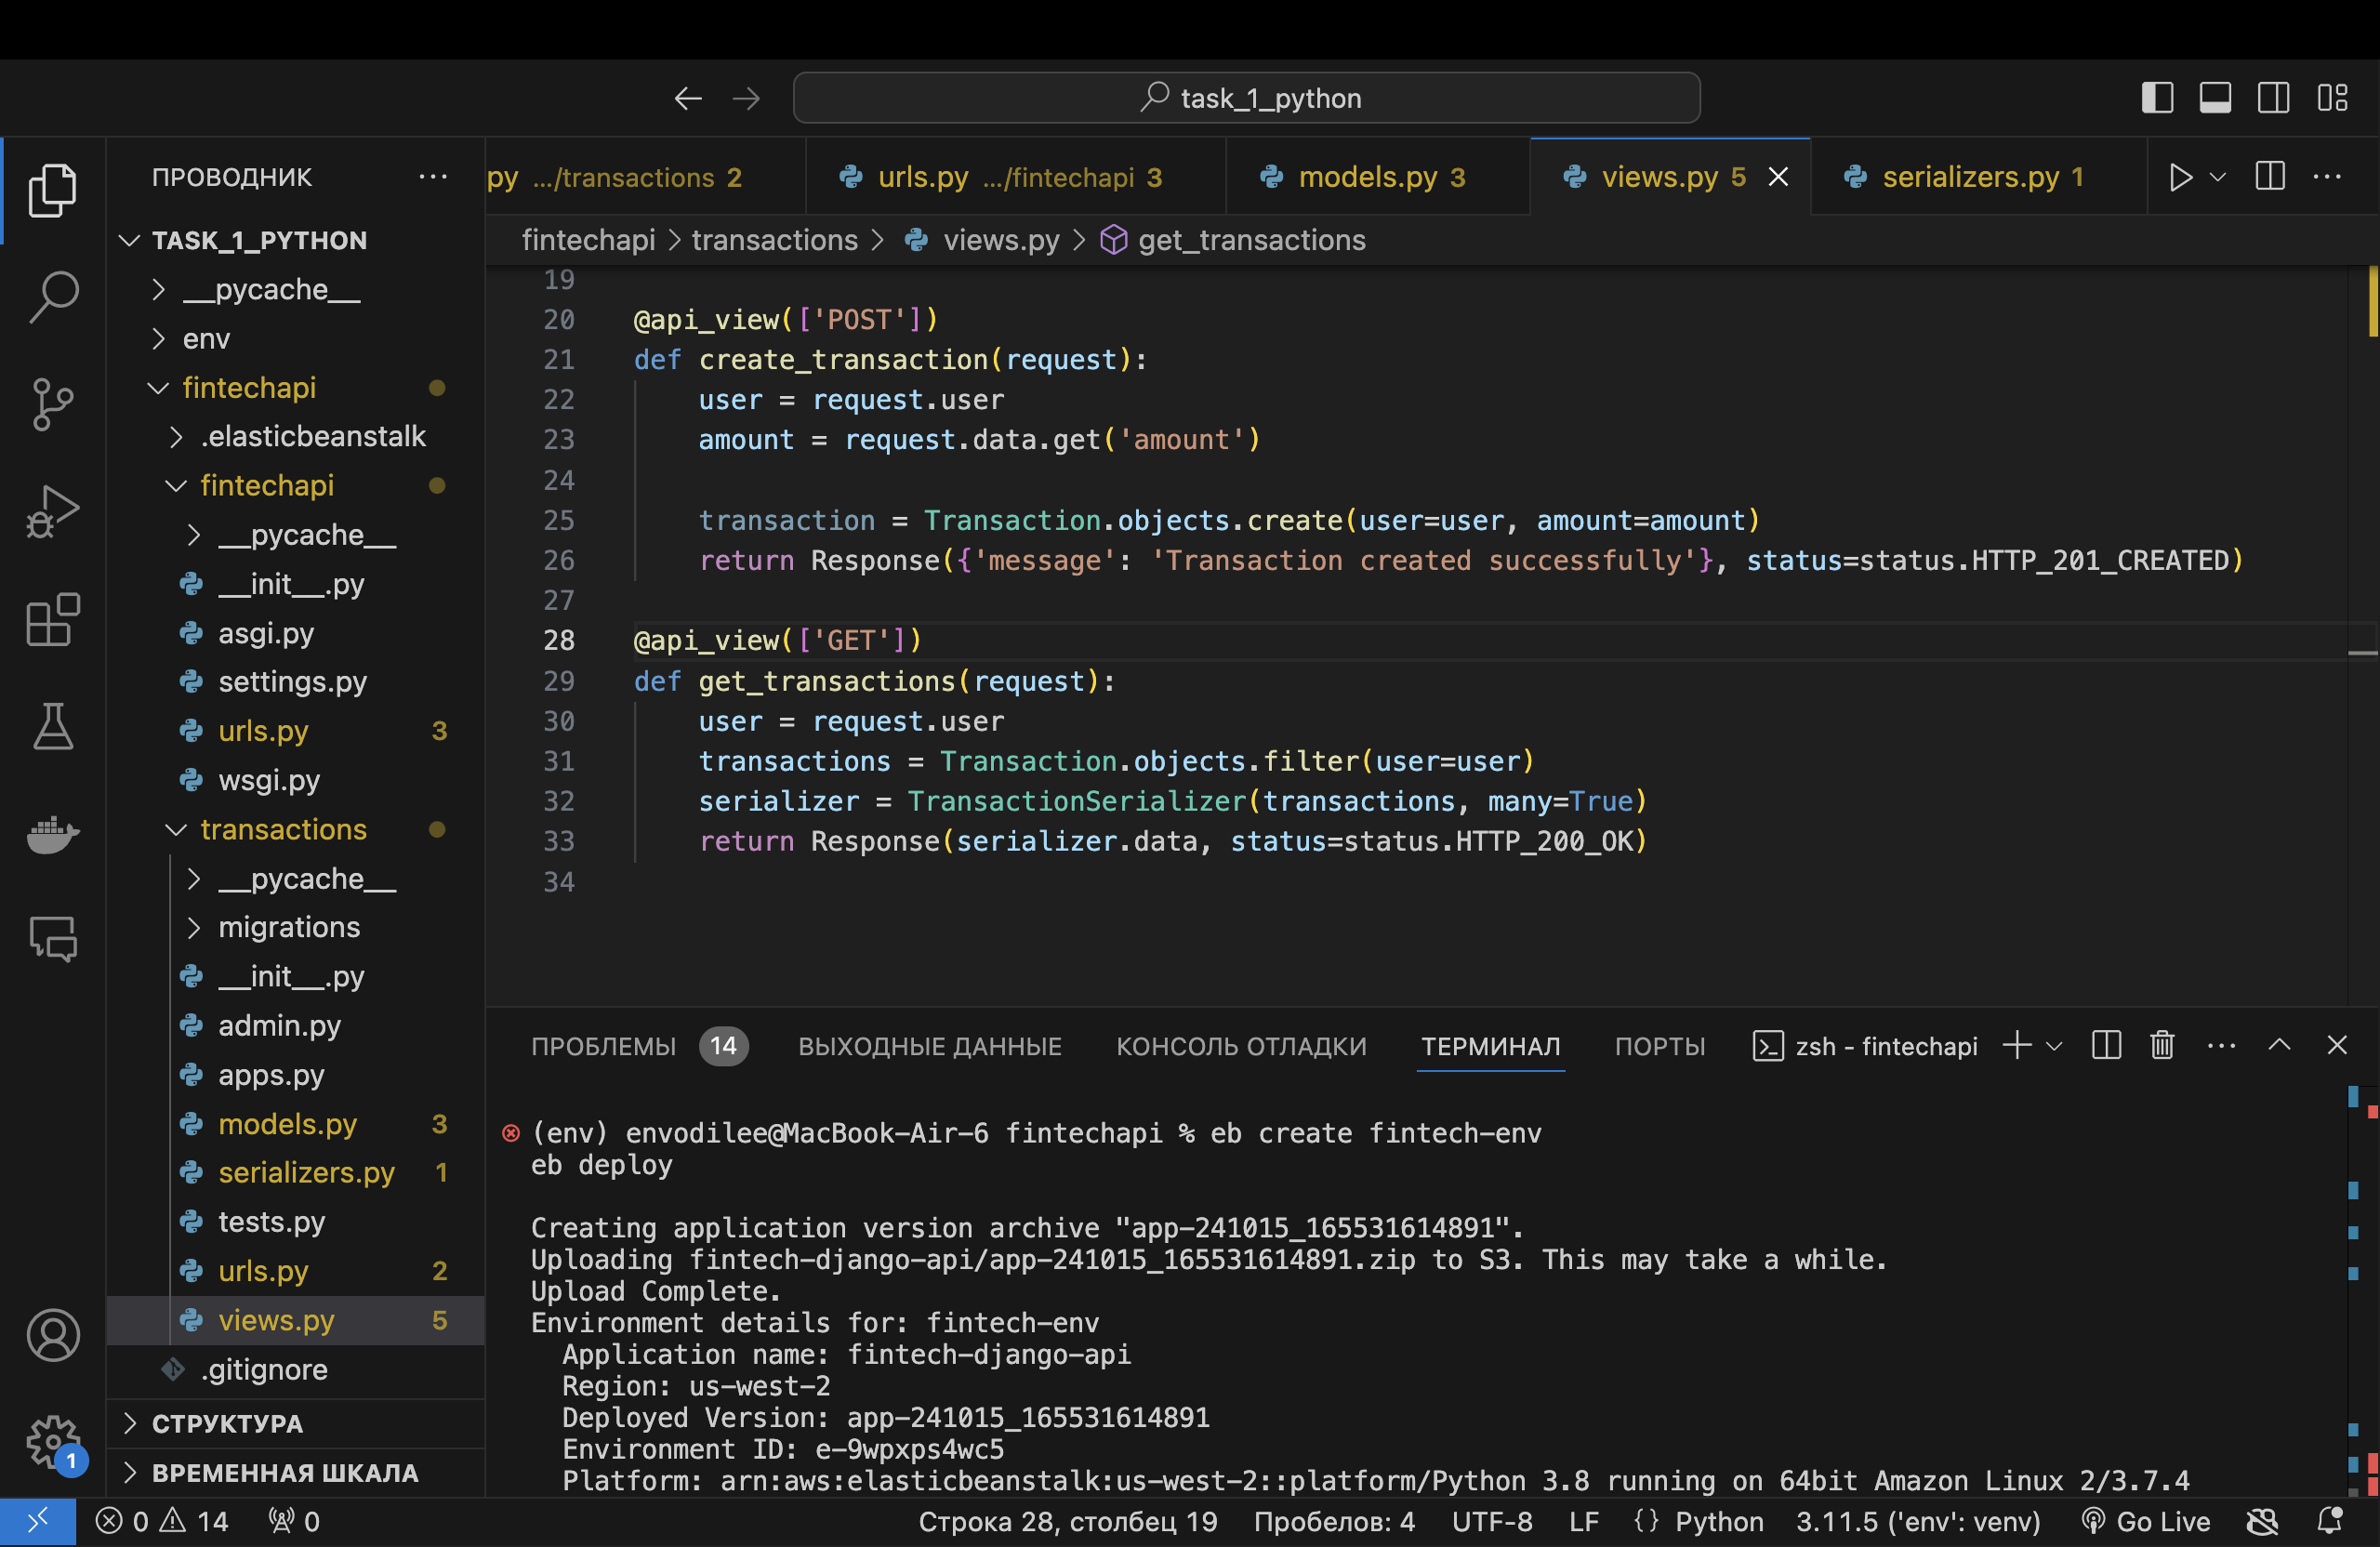 task_1_python
ПРОВОДНИК
py .../transactions 2
urls.py .../fintechapi 3
models.py 3
views.py 5
serializers.py 1
fintechapi > transactions > views.py > get_transactions
TASK_1_PYTHON
__pycache__
env
fintechapi
.elasticbeanstalk
fintechapi
__pycache__
__init__.py
asgi.py
settings.py
urls.py 3
wsgi.py
transactions
__pycache__
migrations
__init__.py
admin.py
apps.py
models.py 3
serializers.py 1
tests.py
urls.py 2
views.py 5
.gitignore
СТРУКТУРА
ВРЕМЕННАЯ ШКАЛА
19
20 @api_view(['POST'])
21 def create_transaction(request):
22 user = request.user
23 amount = request.data.get('amount')
24
25 transaction = Transaction.objects.create(user=user, amount=amount)
26 return Response({'message': 'Transaction created successfully'}, status=status.HTTP_201_CREATED)
27
28 @api_view(['GET'])
29 def get_transactions(request):
30 user = request.user
31 transactions = Transaction.objects.filter(user=user)
32 serializer = TransactionSerializer(transactions, many=True)
33 return Response(serializer.data, status=status.HTTP_200_OK)
34
ПРОБЛЕМЫ 14 ВЫХОДНЫЕ ДАННЫЕ КОНСОЛЬ ОТЛАДКИ ТЕРМИНАЛ ПОРТЫ zsh - fintechapi
(env) envodilee@MacBook-Air-6 fintechapi % eb create fintech-env
eb deploy
Creating application version archive "app-241015_165531614891".
Uploading fintech-django-api/app-241015_165531614891.zip to S3. This may take a while.
Upload Complete.
Environment details for: fintech-env
Application name: fintech-django-api
Region: us-west-2
Deployed Version: app-241015_165531614891
Environment ID: e-9wpxps4wc5
Platform: arn:aws:elasticbeanstalk:us-west-2::platform/Python 3.8 running on 64bit Amazon Linux 2/3.7.4
1
0 14 0 Строка 28, столбец 19 Пробелов: 4 UTF-8 LF {} Python 3.11.5 ('env': venv) Go Live